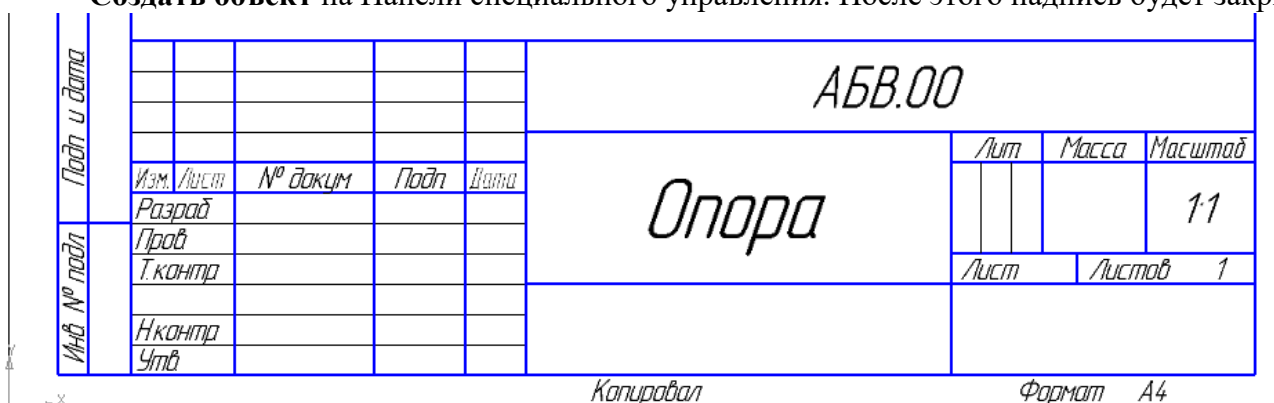 Создать объект на Панели специального управления. После этого надпись будет закр
Подп и дата
Инв № подл
АБВ.00
Изм. Лист № докум Подп Дата
Разраб
Пров
Т.контр
Н.контр
Утв
Опора
Лит Масса Масштаб
1:1
Лист Листов 1
Копировал Формат А4
Y
X